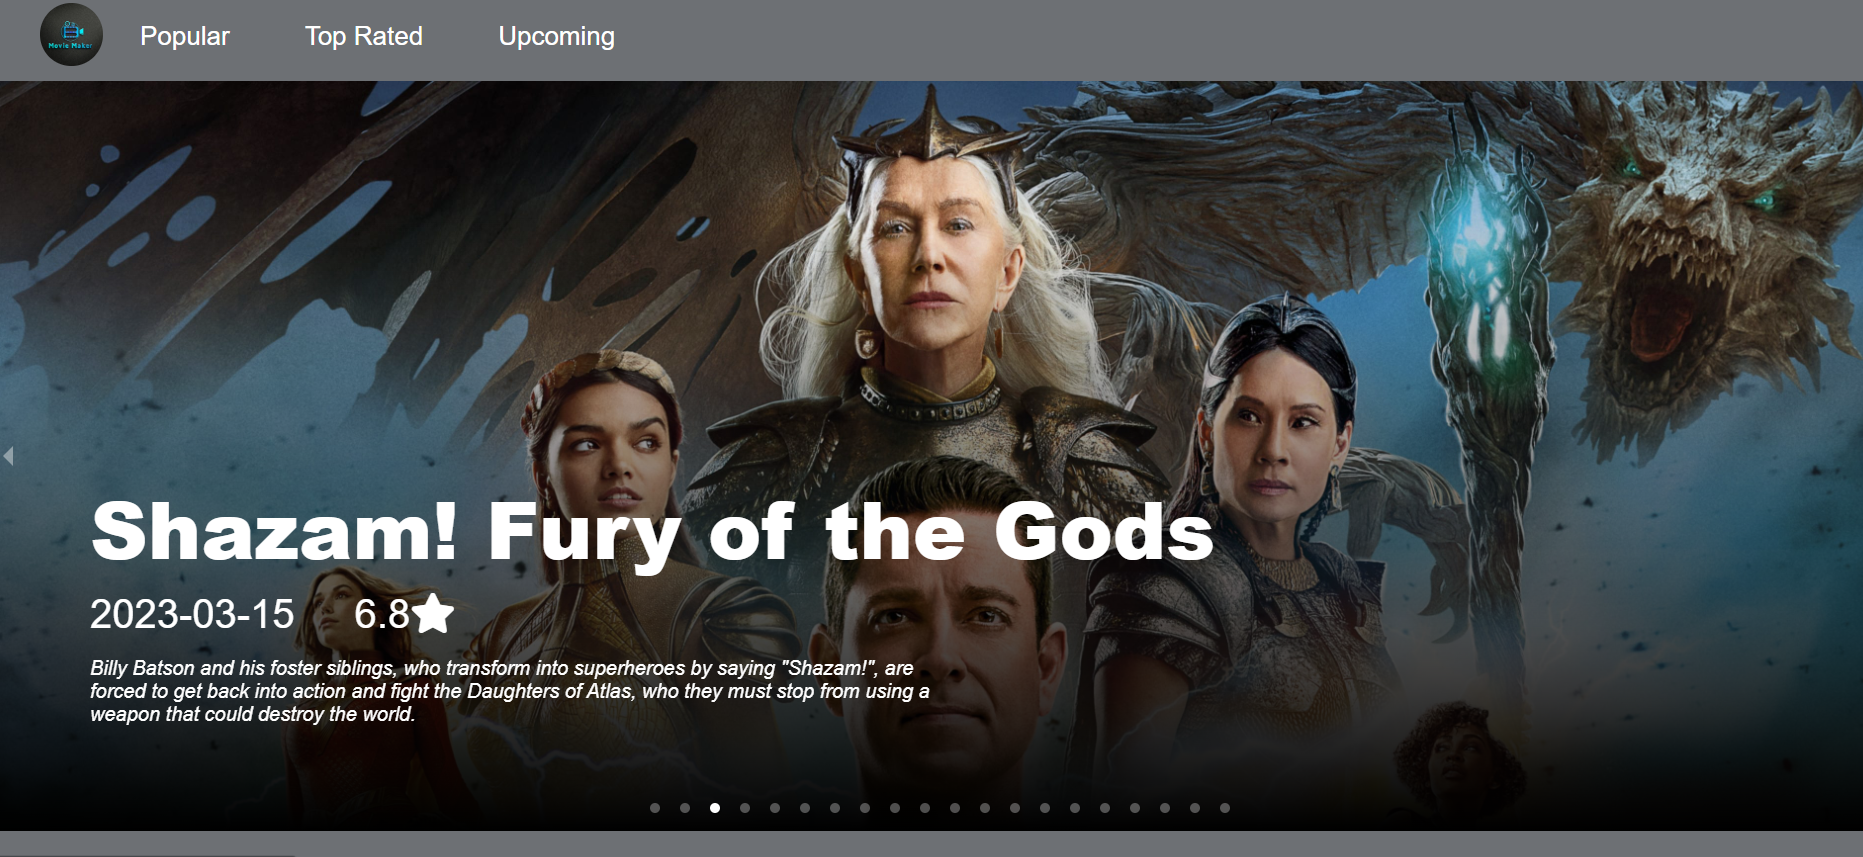 Movie Maker
Popular
Top Rated
Upcoming
Shazam! Fury of the Gods
2023-03-15
6.8
Billy Batson and his foster siblings, who transform into superheroes by saying "Shazam!", are
forced to get back into action and fight the Daughters of Atlas, who they must stop from using a
weapon that could destroy the world.